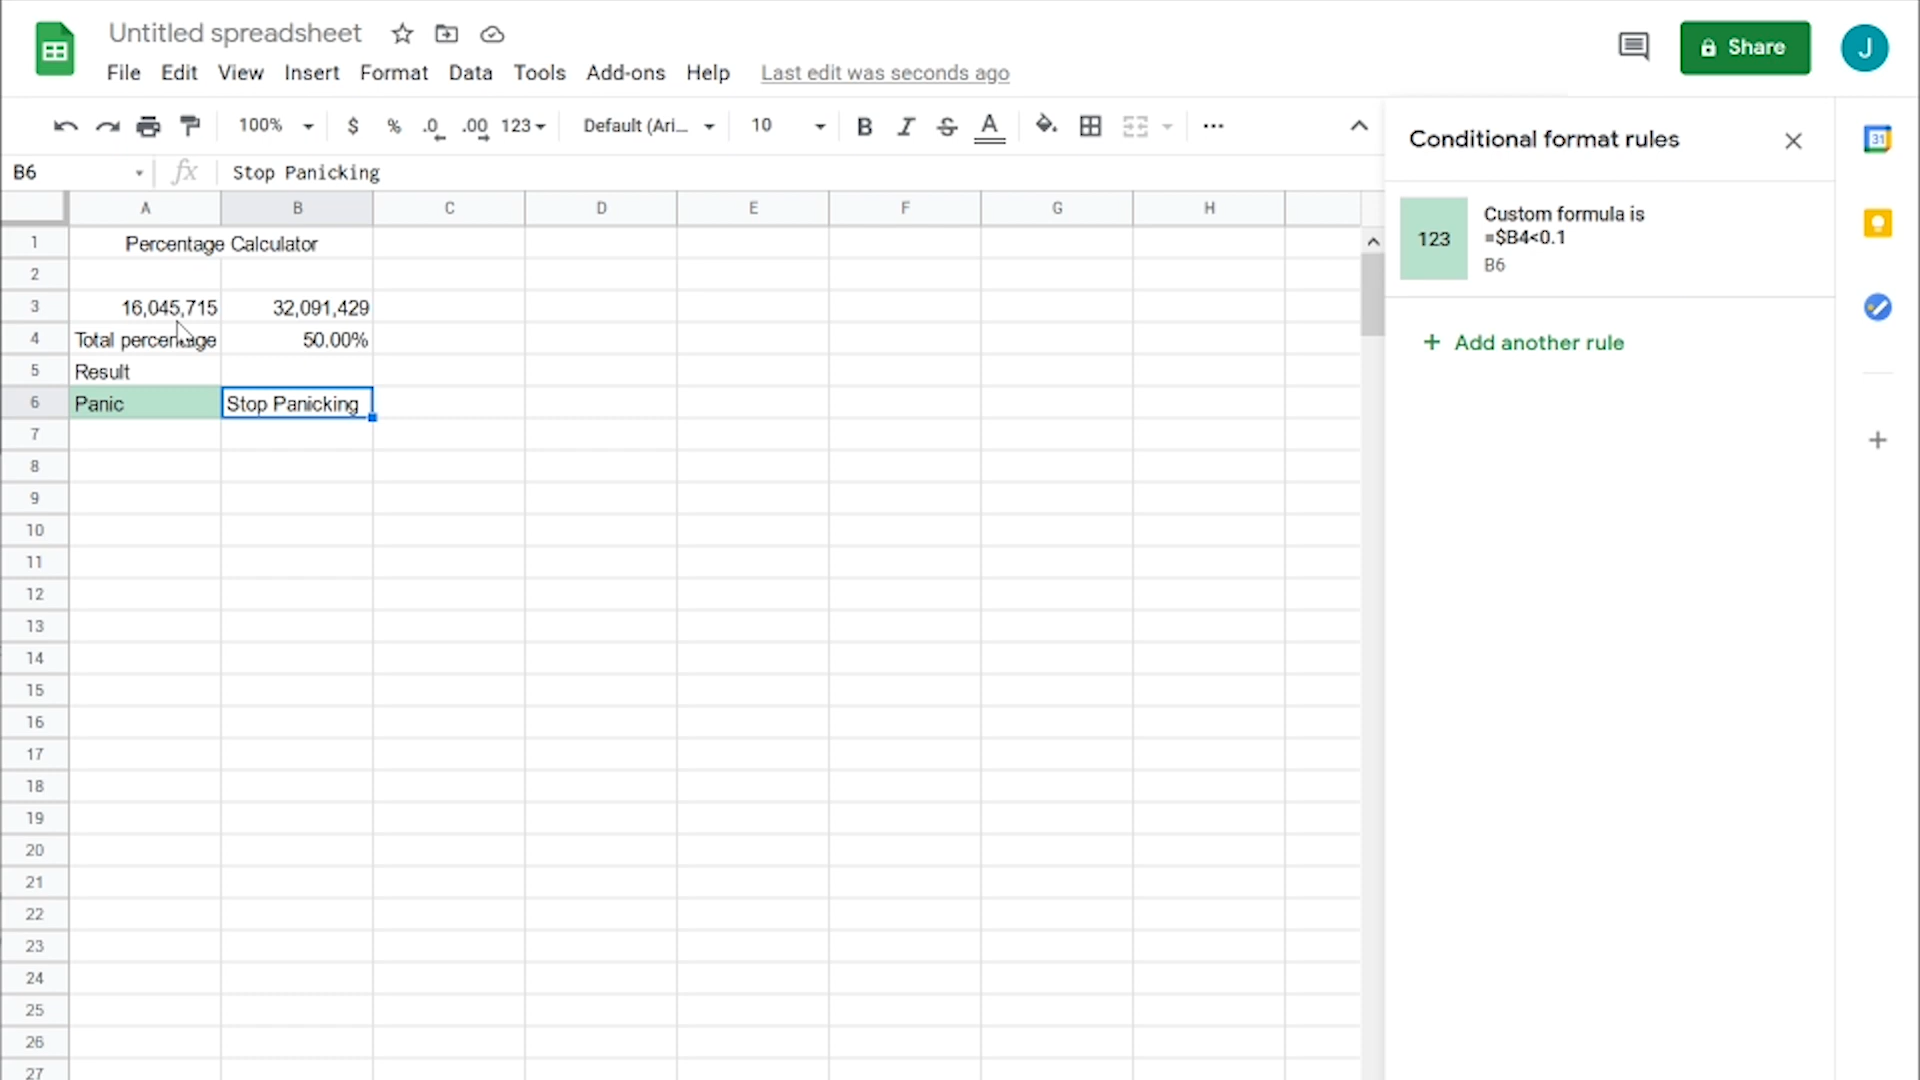 Untitled spreadsheet
File Edit View Insert Format Data Tools Add-ons Help Last edit was seconds ago
Share
J
100% $ % .0 .00 123 Default (Ari... 10 B I S A
Conditional format rules
31
B6 fx Stop Panicking
A B C D E F G H
123
Custom formula is
=$B4<0.1
B6
Add another rule
1 Percentage Calculator
2
3 16,045,715 32,091,429
4 Total percentage 50.00%
5 Result
6 Panic Stop Panicking
7
8
9
10
11
12
13
14
15
16
17
18
19
20
21
22
23
24
25
26
27